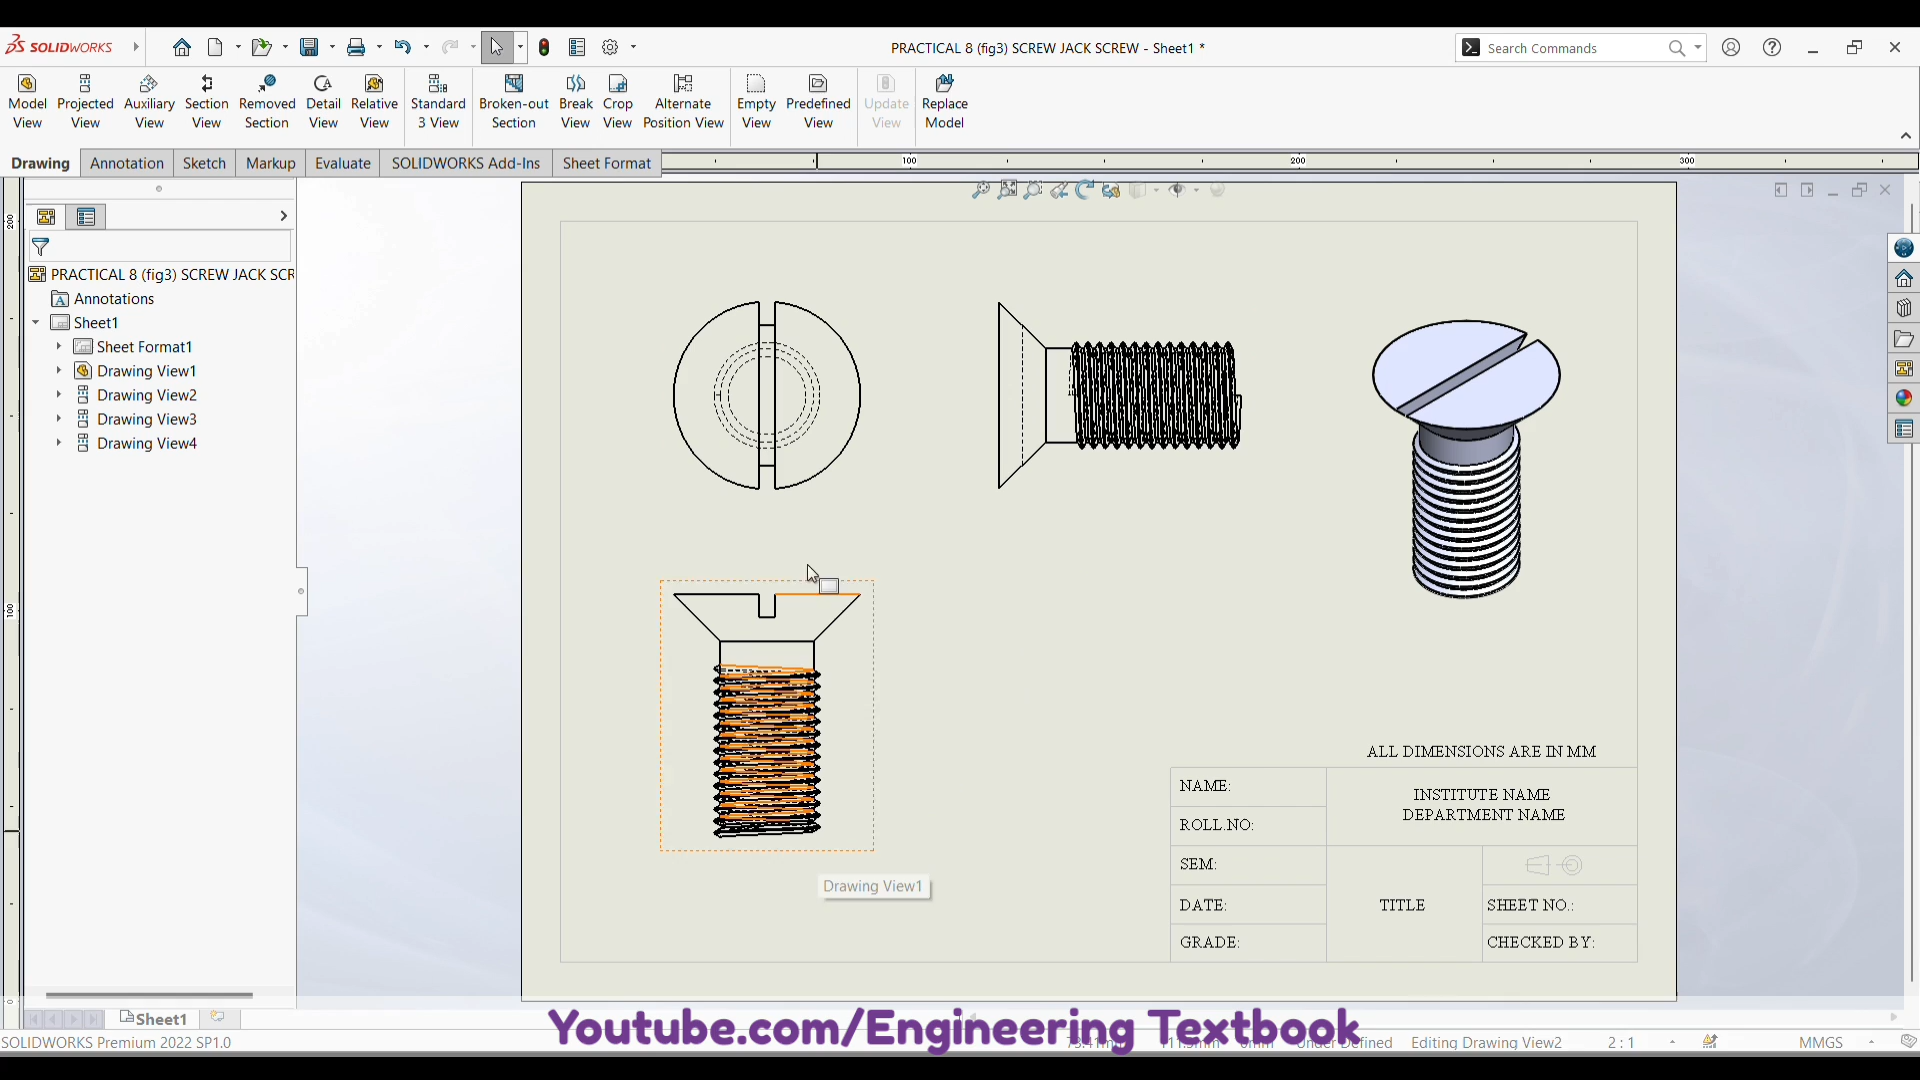 SOLIDWORKS
PRACTICAL 8 (fig3) SCREW JACK SCREW - Sheet1 *
Search Commands
Model View
Projected View
Auxiliary View
Section View
Removed Section
Detail View
Relative View
Standard 3 View
Broken-out Section
Break View
Crop View
Alternate Position View
Empty View
Predefined View
Update View
Replace Model
Drawing
Annotation
Sketch
Markup
Evaluate
SOLIDWORKS Add-Ins
Sheet Format
100
200
300
200
100
0
PRACTICAL 8 (fig3) SCREW JACK SCR
Annotations
Sheet1
Sheet Format1
Drawing View1
Drawing View2
Drawing View3
Drawing View4
Drawing View1
ALL DIMENSIONS ARE IN MM
NAME:
ROLL.NO:
SEM:
DATE:
GRADE:
INSTITUTE NAME
DEPARTMENT NAME
TITLE
SHEET NO.:
CHECKED BY:
Sheet1
Youtube.com/Engineering Textbook
SOLIDWORKS Premium 2022 SP1.0
Under Defined
Editing Drawing View2
2 : 1
MMGS